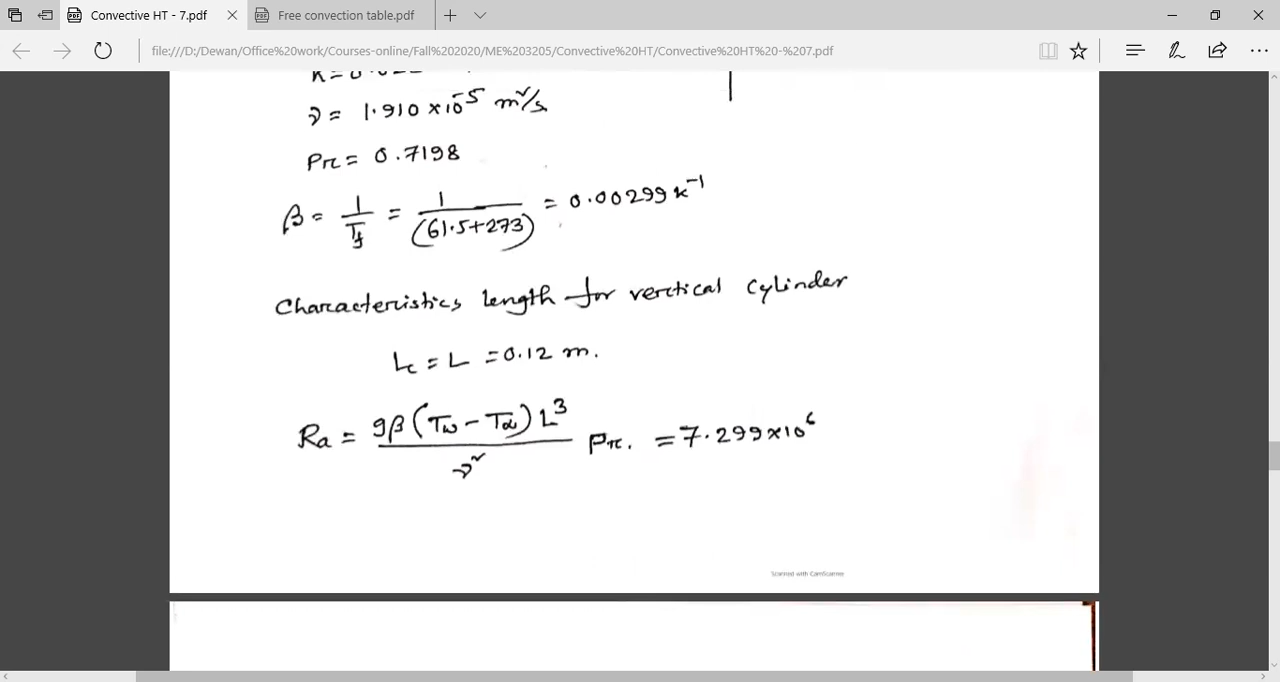 Convective HT - 7.pdf
Free convection table.pdf
file:///D:/Dewan/Office%20work/Courses-online/Fall%202020/ME%203205/Convective%20HT/Convective%20HT%20-%207.pdf
ν = 1.910 × 10⁻⁵ m²/s
Pr = 0.7198
β = 1/T_f = 1/(61.5+273) = 0.00299 K⁻¹
Characteristics length for vertical cylinder
L_c = L = 0.12 m.
Ra = gβ(T_w - T_∞)L³/ν² Pr. = 7.299×10⁶
Scanned with CamScanner